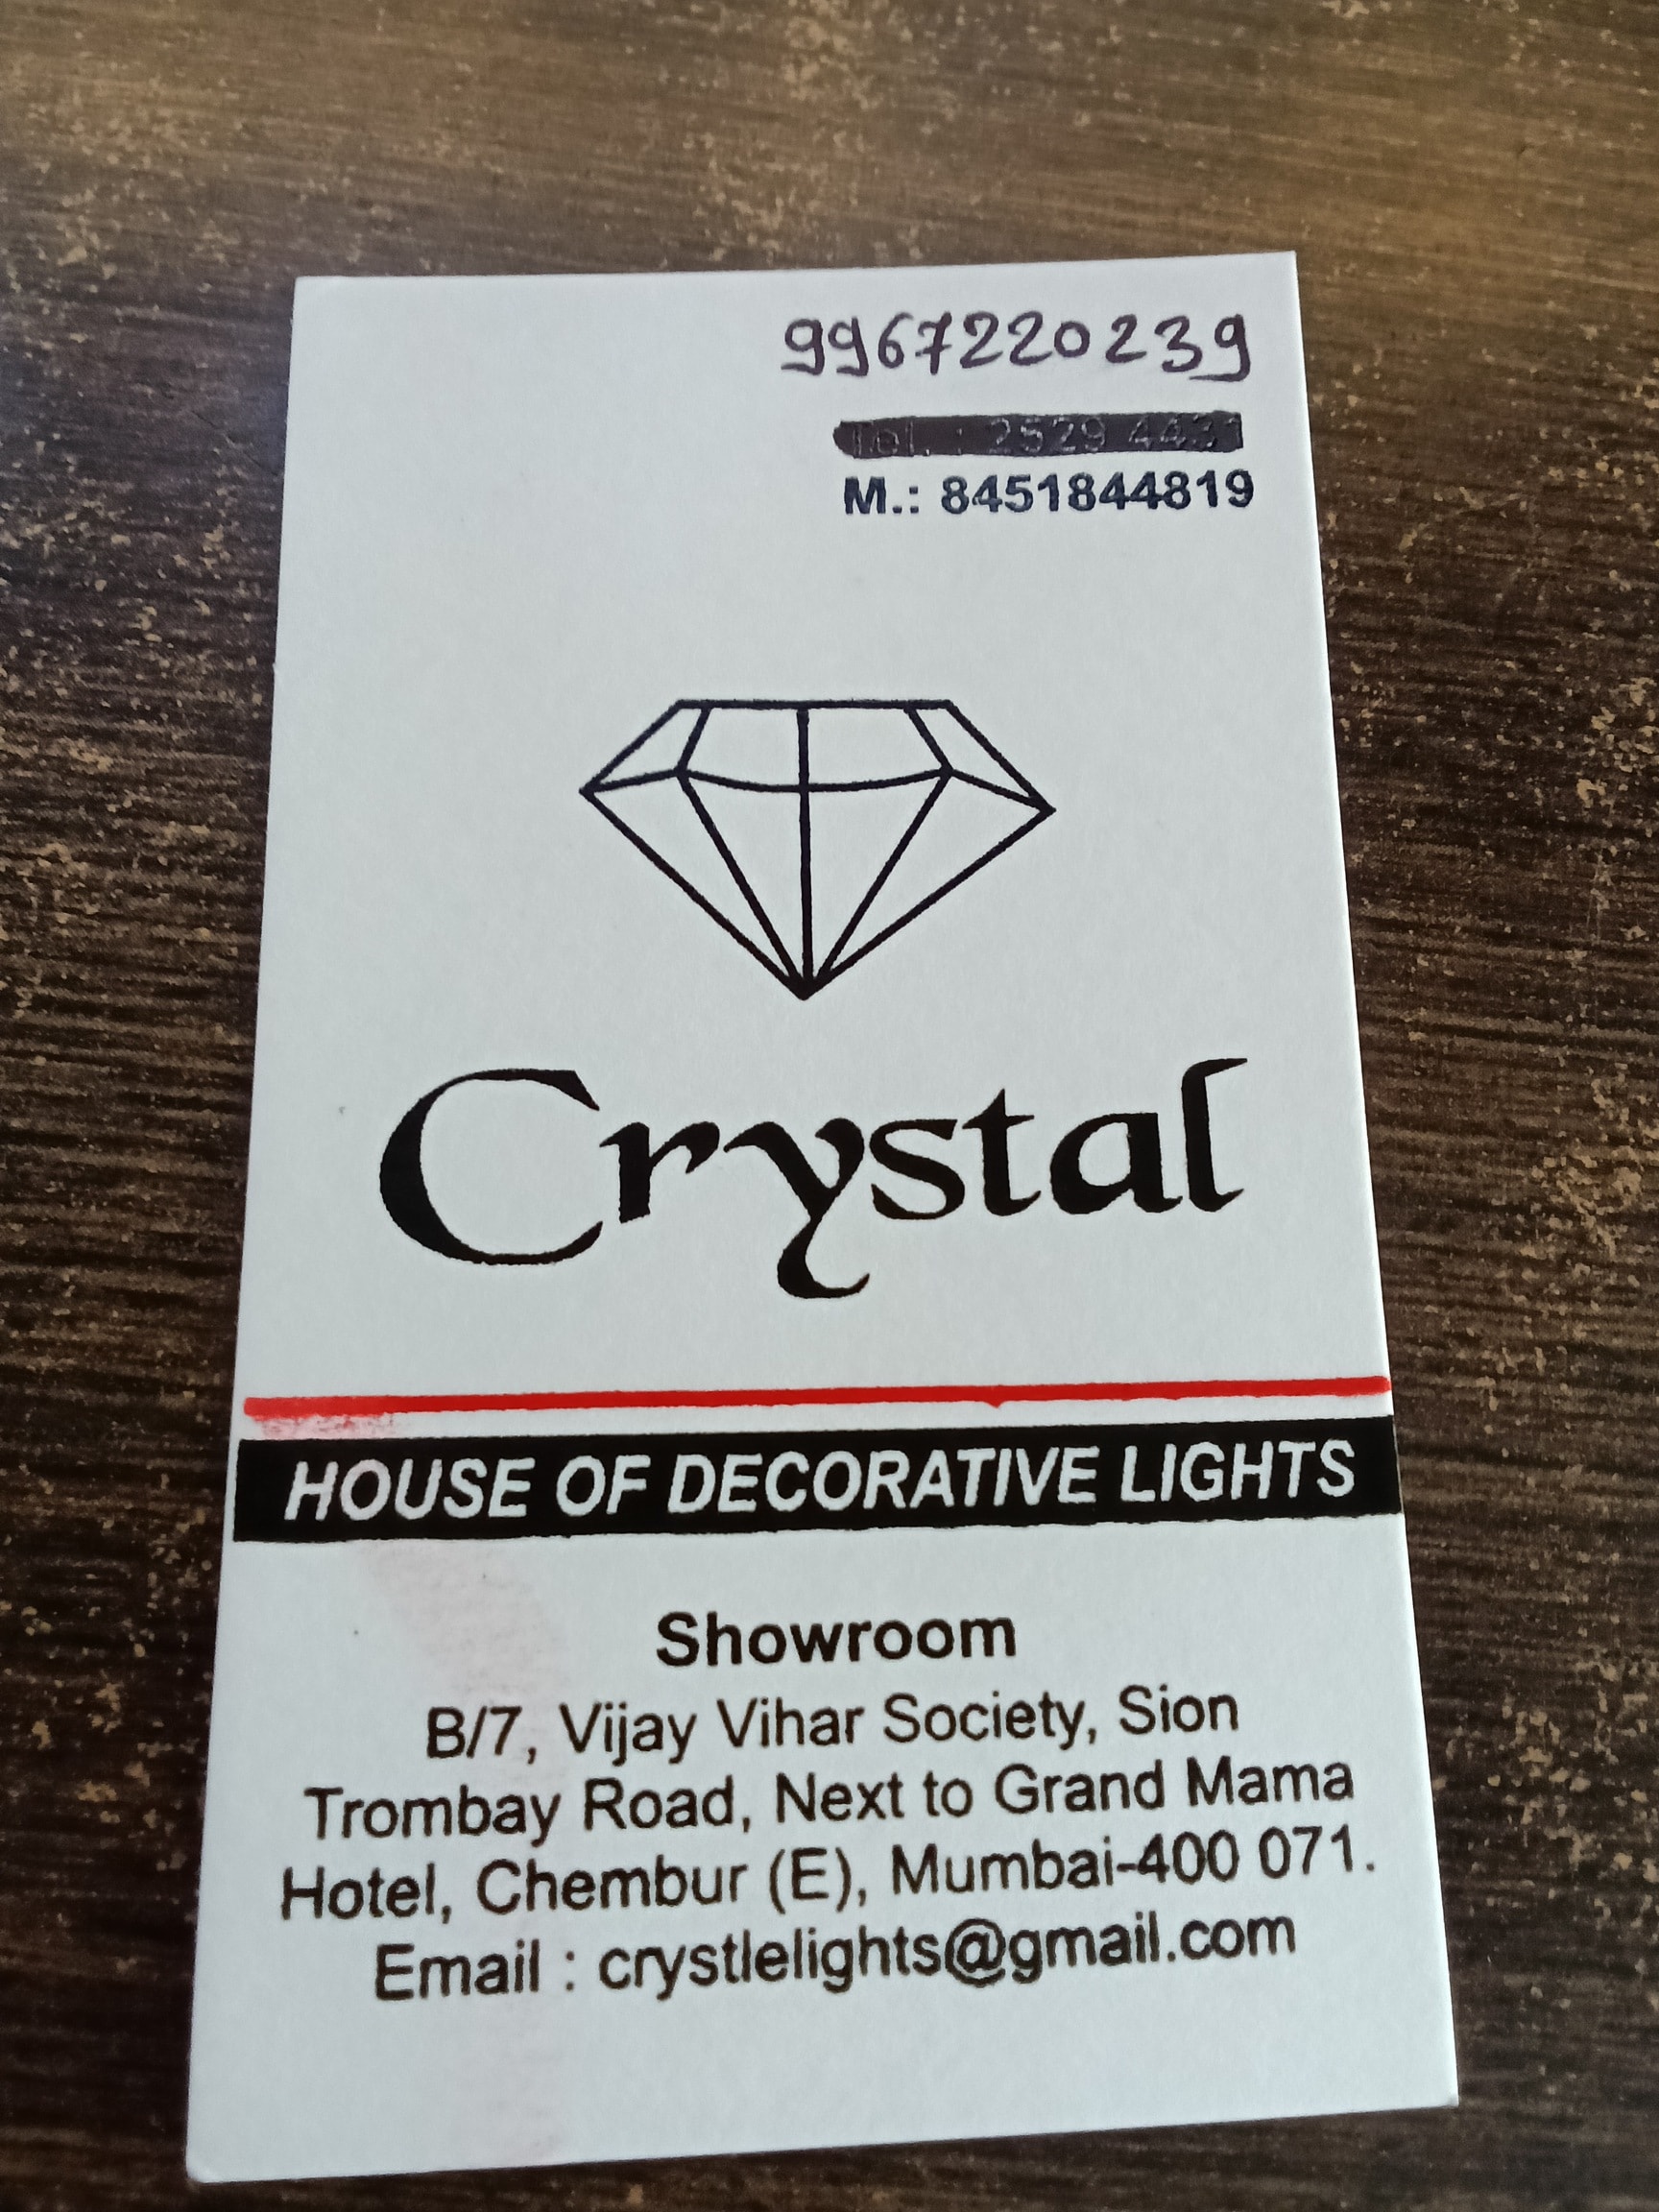 9967220239
Tel. : 2529 4431
M.: 8451844819
Crystal
HOUSE OF DECORATIVE LIGHTS
Showroom
B/7, Vijay Vihar Society, Sion
Trombay Road, Next to Grand Mama
Hotel, Chembur (E), Mumbai-400 071.
Email : crystlelights@gmail.com